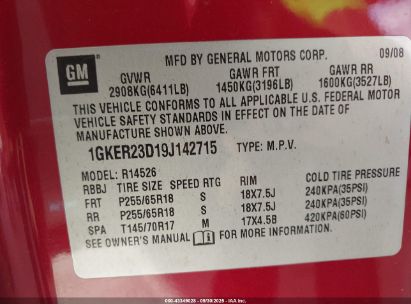 MFD BY GENERAL MOTORS CORP. 09/08
GM
GVWR GAWR FRT GAWR RR
2908KG(6411LB) 1450KG(3196LB) 1600KG(3527LB)
THIS VEHICLE CONFORMS TO ALL APPLICABLE U.S. FEDERAL MOTOR
VEHICLE SAFETY STANDARDS IN EFFECT ON THE DATE OF
MANUFACTURE SHOWN ABOVE.
1GKER23D19J142715 TYPE: M.P.V.
MODEL: R14526
RBBJ TIRE SIZE SPEED RTG RIM COLD TIRE PRESSURE
FRT P255/65R18 S 18X7.5J 240KPA(35PSI)
RR P255/65R18 S 18X7.5J 240KPA(35PSI)
SPA T145/70R17 M 17X4.5B 420KPA(60PSI)
SEE OWNER'S MANUAL FOR MORE INFORMATION.